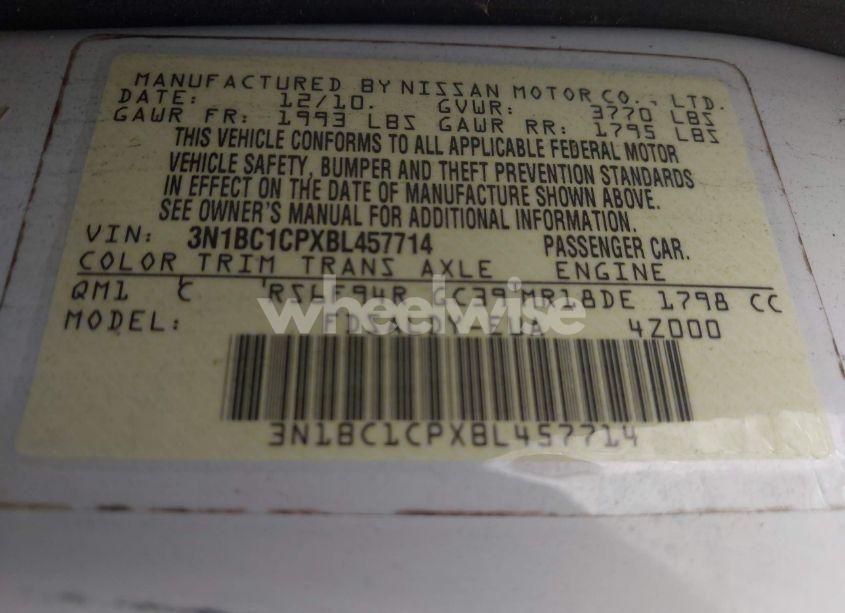 MANUFACTURED BY NISSAN MOTOR CO., LTD.
DATE: 12/10. GVWR: 3770 LBS
GAWR FR: 1993 LBS GAWR RR: 1795 LBS
THIS VEHICLE CONFORMS TO ALL APPLICABLE FEDERAL MOTOR
VEHICLE SAFETY, BUMPER AND THEFT PREVENTION STANDARDS
IN EFFECT ON THE DATE OF MANUFACTURE SHOWN ABOVE.
SEE OWNER'S MANUAL FOR ADDITIONAL INFORMATION.
VIN: 3N1BC1CPXBL457714 PASSENGER CAR.
COLOR TRIM TRANS AXLE ENGINE
QM1 C RS6F94R GC39 MR18DE 1798 CC
wheelwise
MODEL: 4Z000
3N1BC1CPXBL457714